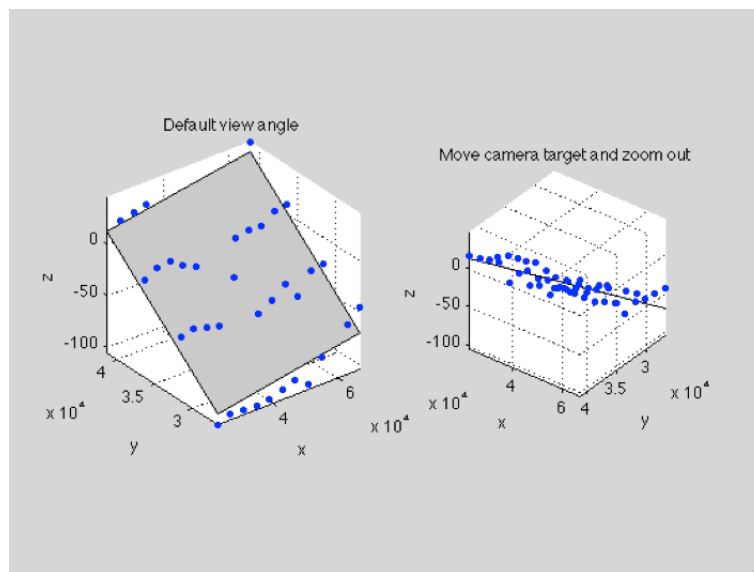 Default view angle
0
-50
-100
z
4
3.5
3
x 10⁴
y
4
6
x 10⁴
x
Move camera target and zoom out
0
-50
-100
z
4
6
x 10⁴
x
4
3.5
3
x 10⁴
y